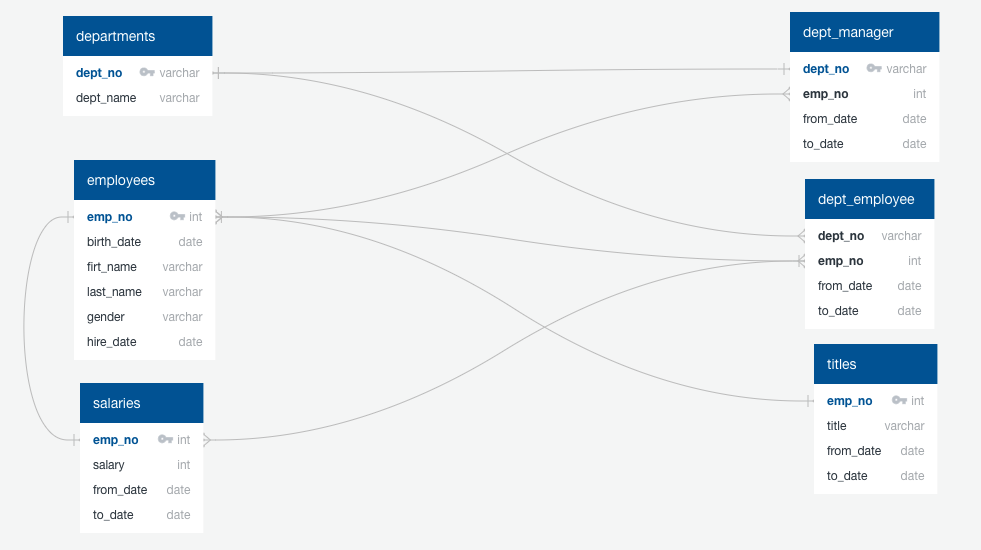 departments
dept_no varchar
dept_name varchar
employees
emp_no int
birth_date date
firt_name varchar
last_name varchar
gender varchar
hire_date date
salaries
emp_no int
salary int
from_date date
to_date date
dept_manager
dept_no varchar
emp_no int
from_date date
to_date date
dept_employee
dept_no varchar
emp_no int
from_date date
to_date date
titles
emp_no int
title varchar
from_date date
to_date date